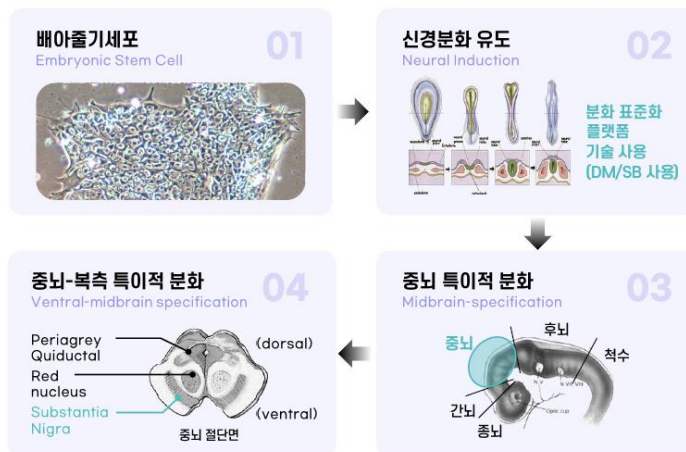 배아줄기세포
01
Embryonic Stem Cell
신경분화 유도
02
Neural Induction
분화 표준화
플랫폼
기술 사용
(DM/SB 사용)
중뇌 특이적 분화
03
Midbrain-specification
중뇌
후뇌
척수
간뇌
종뇌
Optic cup
중뇌-복측 특이적 분화
04
Ventral-midbrain specification
Periagrey
Quiductal
Red
nucleus
Substantia
Nigra
(dorsal)
(ventral)
중뇌 절단면